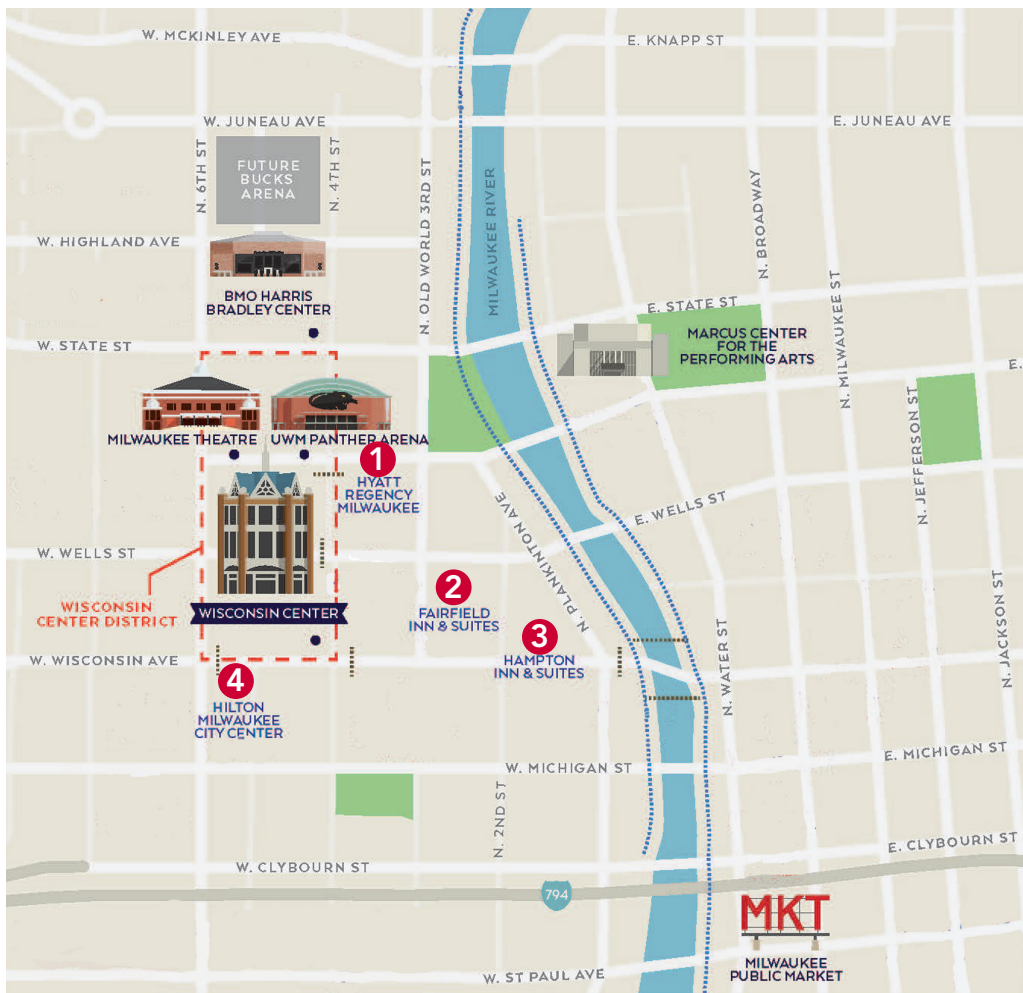 W. MCKINLEY AVE
E. KNAPP ST
W. JUNEAU AVE
E. JUNEAU AVE
N. 6TH ST
FUTURE
BUCKS
ARENA
N. 4TH ST
N. OLD WORLD 3RD ST
MILWAUKEE RIVER
N. BROADWAY
W. HIGHLAND AVE
BMO HARRIS
BRADLEY CENTER
E. STATE ST
N. MILWAUKEE ST
MARCUS CENTER
FOR THE
PERFORMING ARTS
W. STATE ST
E.
MILWAUKEE THEATRE
UWM PANTHER ARENA
1
HYATT
REGENCY
MILWAUKEE
N. JEFFERSON ST
E. WELLS ST
N. PLANKINTON AVE
W. WELLS ST
WISCONSIN
CENTER DISTRICT
WISCONSIN CENTER
2
FAIRFIELD
INN & SUITES
3
HAMPTON
INN & SUITES
N. WATER ST
N. JACKSON ST
W. WISCONSIN AVE
4
HILTON
MILWAUKEE
CITY CENTER
W. MICHIGAN ST
E. MICHIGAN ST
N. 2ND ST
W. CLYBOURN ST
E. CLYBOURN ST
794
MKT
MILWAUKEE
PUBLIC MARKET
W. ST PAUL AVE